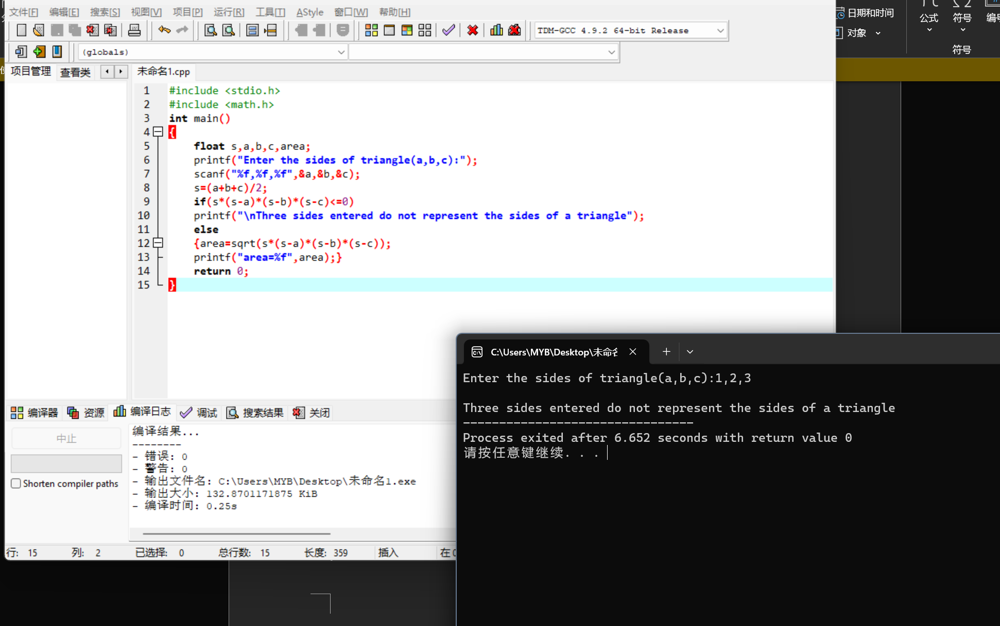 文件[F] 编辑[E] 搜索[S] 视图[V] 项目[P] 运行[R] 工具[T] AStyle 窗口[W] 帮助[H]
TDM-GCC 4.9.2 64-bit Release
(globals)
项目管理 查看类 未命名1.cpp
1 #include <stdio.h>
2 #include <math.h>
3 int main()
4 {
5 float s,a,b,c,area;
6 printf("Enter the sides of triangle(a,b,c):");
7 scanf("%f,%f,%f",&a,&b,&c);
8 s=(a+b+c)/2;
9 if(s*(s-a)*(s-b)*(s-c)<=0)
10 printf("\nThree sides entered do not represent the sides of a triangle");
11 else
12 {area=sqrt(s*(s-a)*(s-b)*(s-c));
13 printf("area=%f",area);}
14 return 0;
15 }
编译器 资源 编译日志 调试 搜索结果 关闭
中止
Shorten compiler paths
编译结果...
--------
- 错误: 0
- 警告: 0
- 输出文件名: C:\Users\MYB\Desktop\未命名1.exe
- 输出大小: 132.8701171875 KiB
- 编译时间: 0.25s
行: 15 列: 2 已选择: 0 总行数: 15 长度: 359 插入 在
日期和时间
对象
公式 符号
符号
C:\Users\MYB\Desktop\未命名
Enter the sides of triangle(a,b,c):1,2,3
Three sides entered do not represent the sides of a triangle
--------------------------------
Process exited after 6.652 seconds with return value 0
请按任意键继续. . .